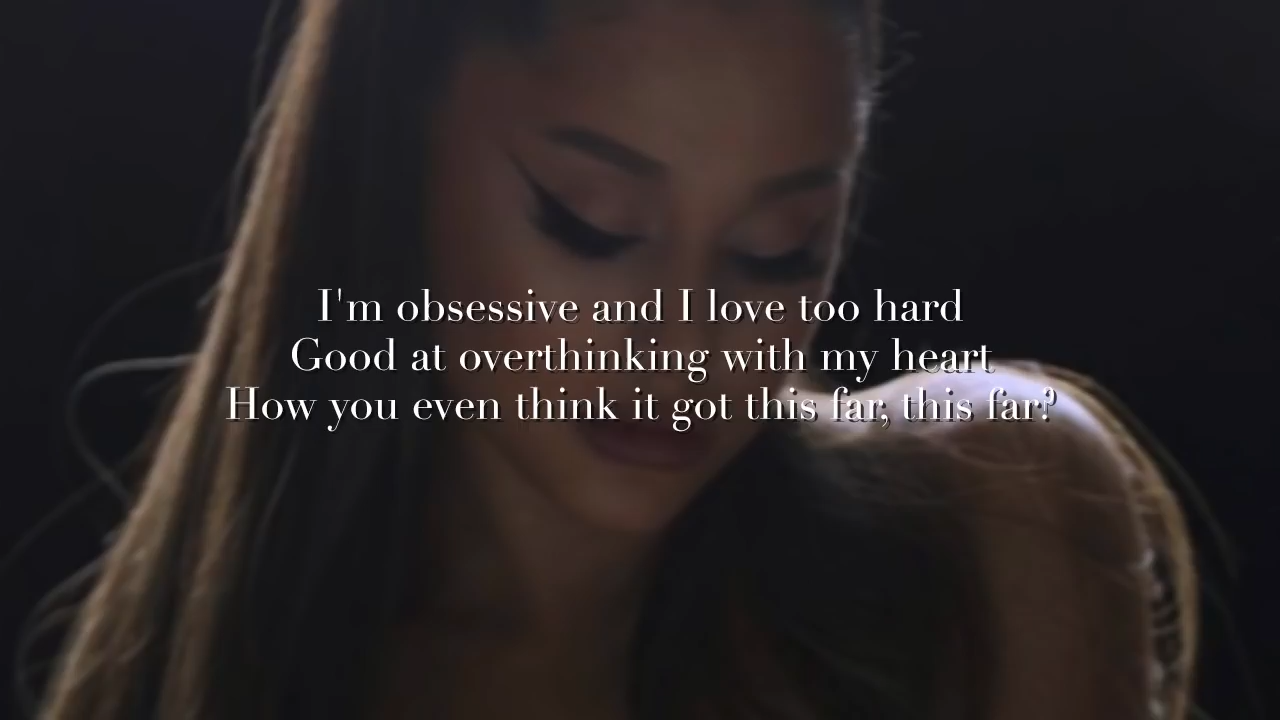 I'm obsessive and I love too hard
Good at overthinking with my heart
How you even think it got this far, this far?